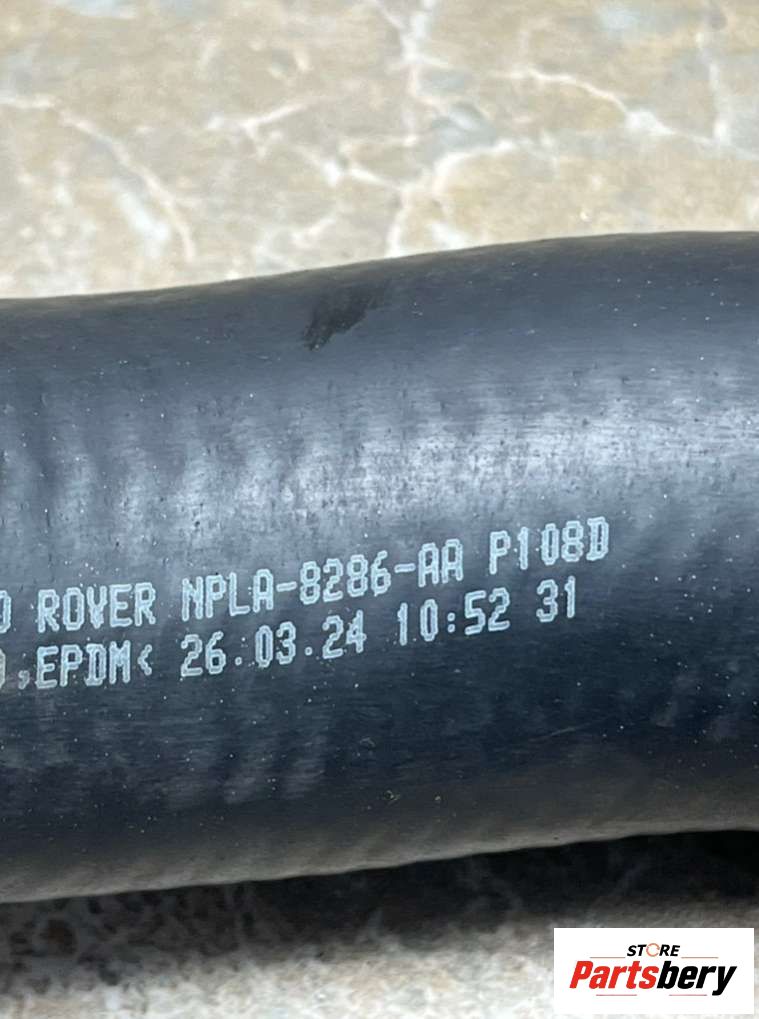 ROVER NPLA-8286-AA P108D
,EPDM< 26.03.24 10:52 31
STORE
Partsbery